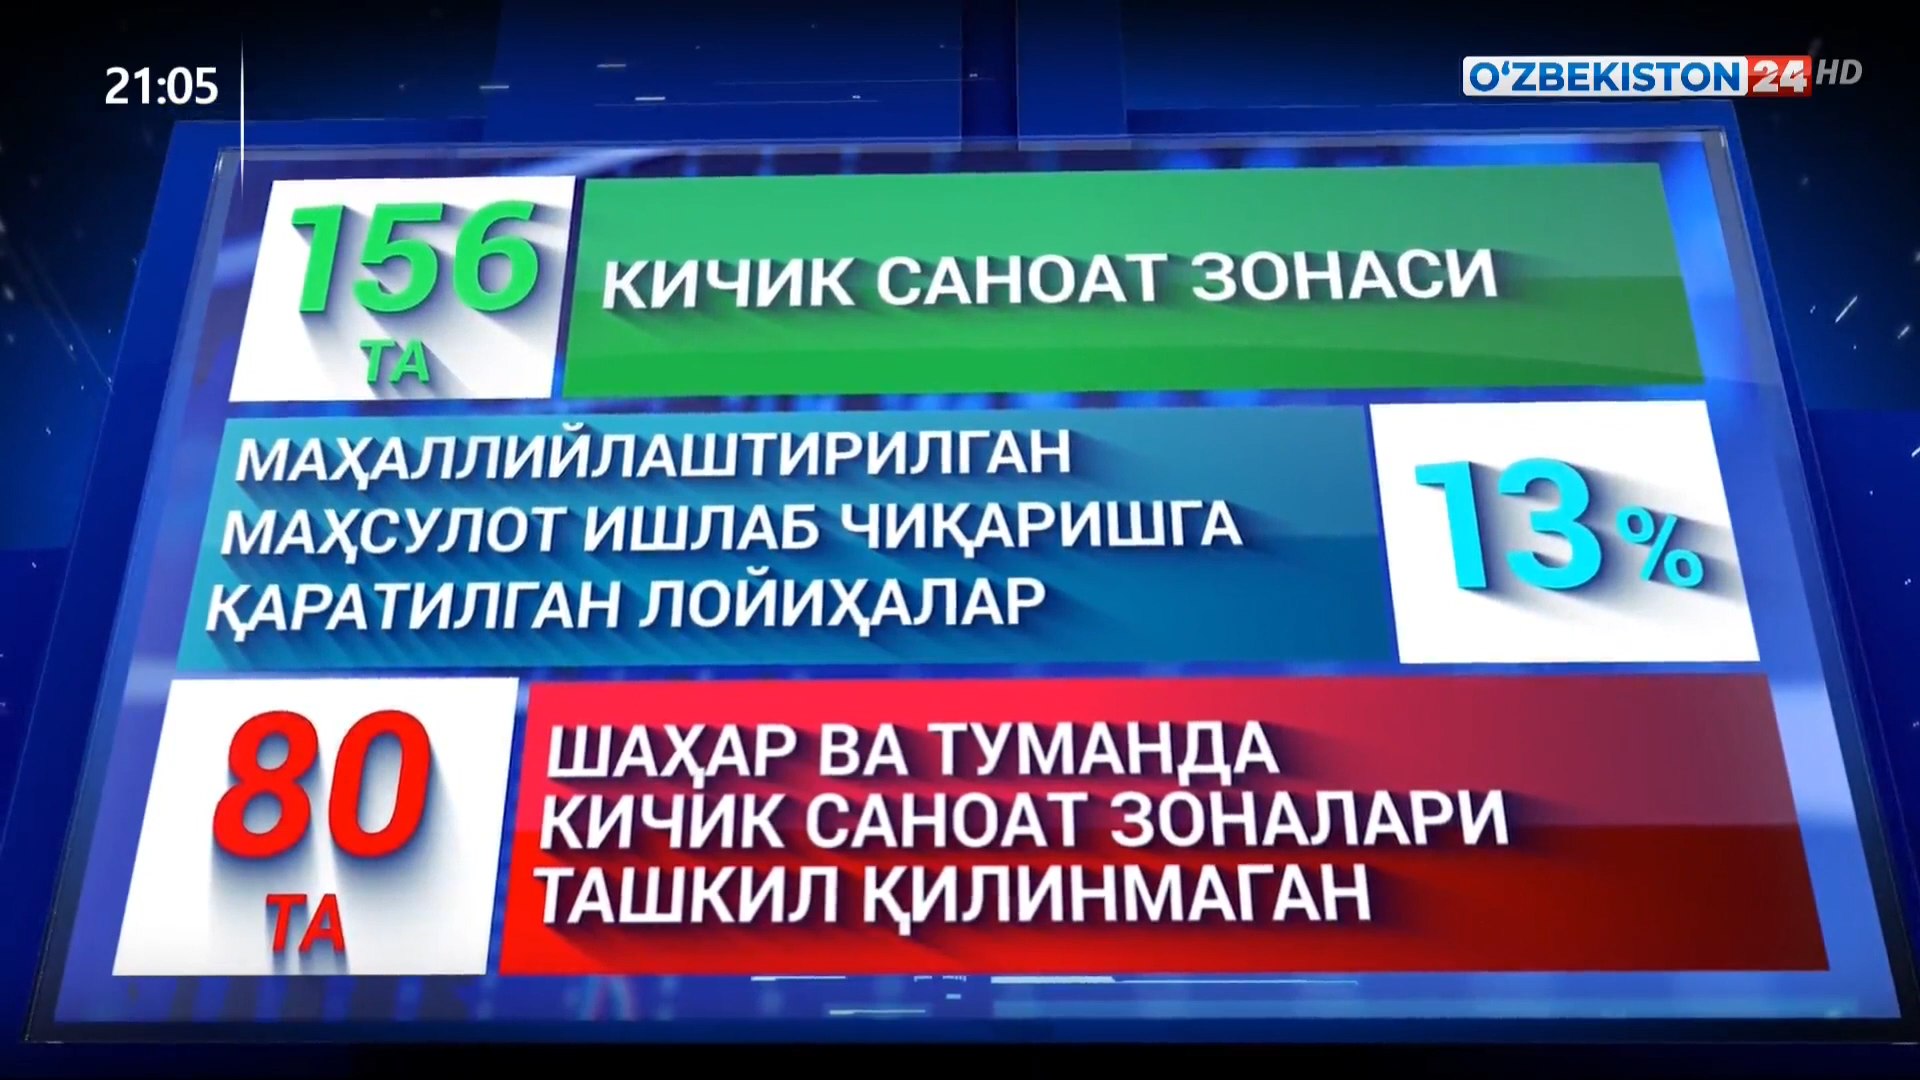 21:05
O‘ZBEKISTON 24 HD
156
ТА
КИЧИК САНОАТ ЗОНАСИ
МАҲАЛЛИЙЛАШТИРИЛГАН
МАҲСУЛОТ ИШЛАБ ЧИҚАРИШГА
ҚАРАТИЛГАН ЛОЙИҲАЛАР
13%
80
ТА
ШАҲАР ВА ТУМАНДА
КИЧИК САНОАТ ЗОНАЛАРИ
ТАШКИЛ ҚИЛИНМАГАН